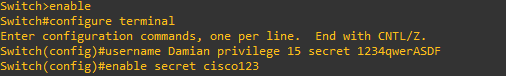 Switch>enable
Switch#configure terminal
Enter configuration commands, one per line.  End with CNTL/Z.
Switch(config)#username Damian privilege 15 secret 1234qwerASDF
Switch(config)#enable secret cisco123